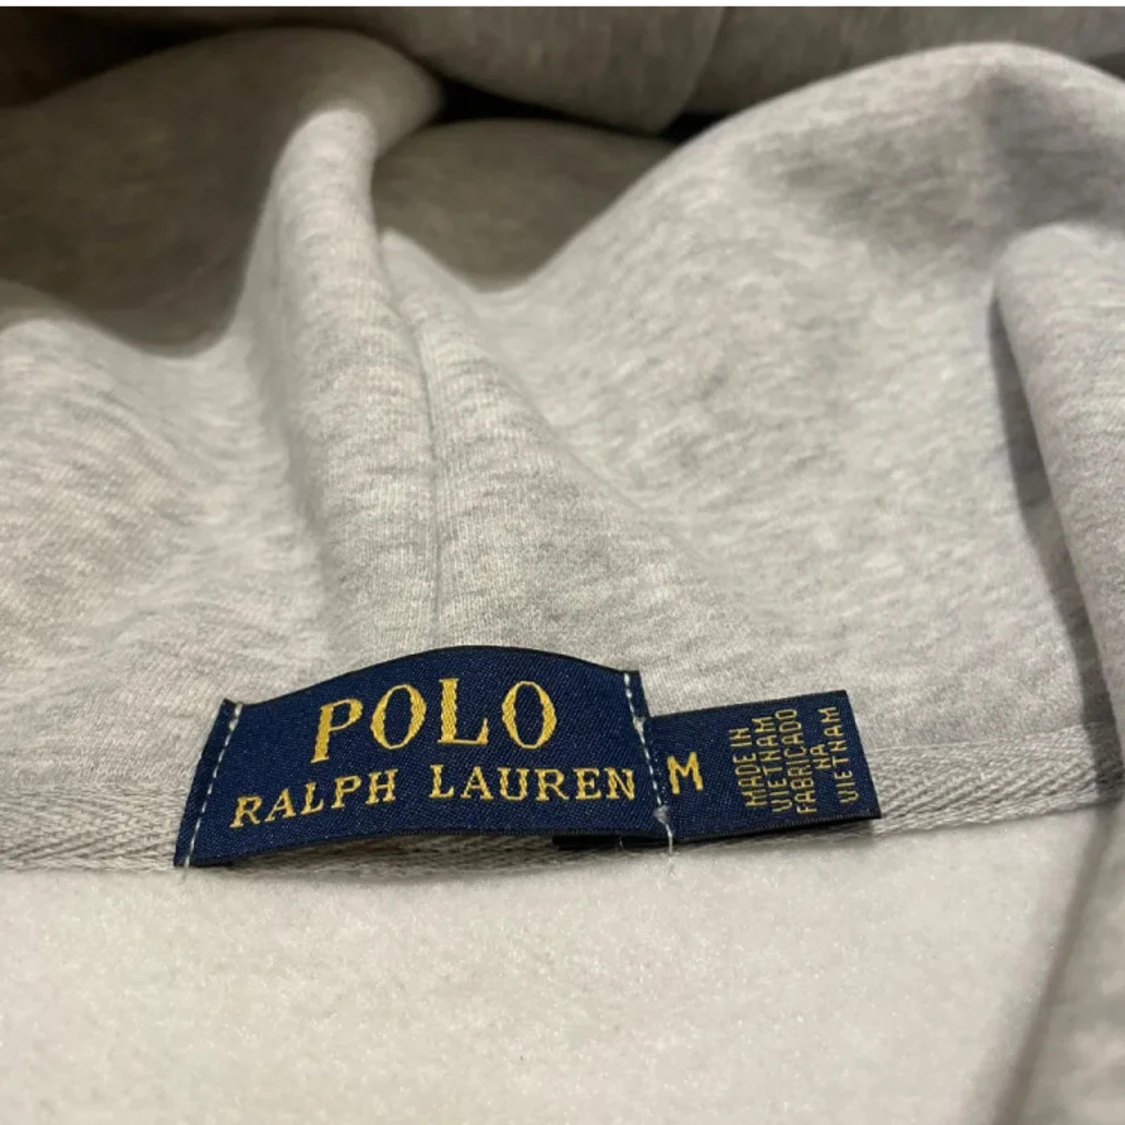 POLO
RALPH LAUREN
M
MADE IN
VIETNAM
FABRICADO
NA
VIETNAM